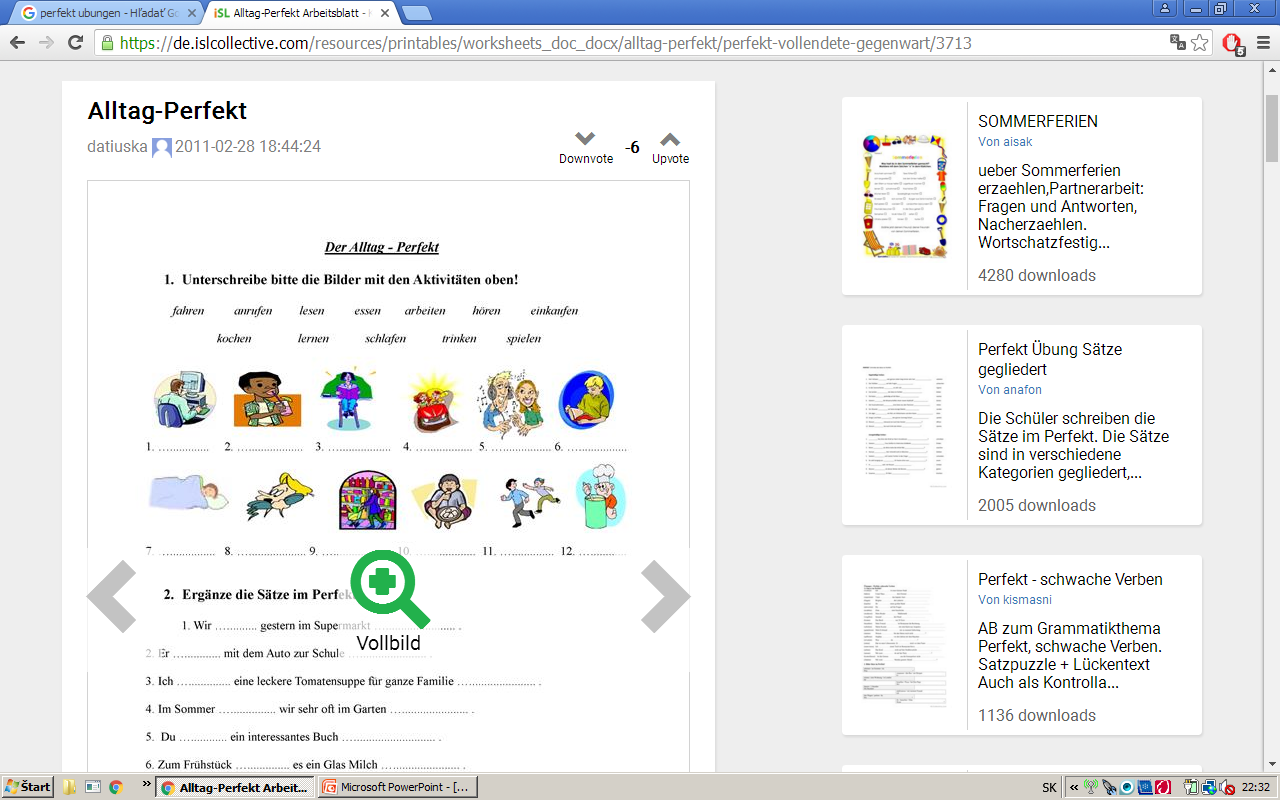 perfekt ubungen - Hľadať Go
iSL Alltag-Perfekt Arbeitsblatt -
https://de.islcollective.com/resources/printables/worksheets_doc_docx/alltag-perfekt/perfekt-vollendete-gegenwart/3713
5
Alltag-Perfekt
datiuska 2011-02-28 18:44:24
Downvote -6 Upvote
Der Alltag - Perfekt
1. Unterschreibe bitte die Bilder mit den Aktivitäten oben!
fahren anrufen lesen essen arbeiten hören einkaufen
kochen lernen schlafen trinken spielen
1. ............... 2. ............... 3. ............... 4. ............... 5. ............... 6. ...............
7. ............... 8. ............... 9. ............... 10. ............... 11. ............... 12. ...............
2. Ergänze die Sätze im Perfek
1. Wir ............ gestern im Supermarkt ..................... .
2. Er ............ mit dem Auto zur Schule ..................... .
3. Ich ............... eine leckere Tomatensuppe für ganze Familie ..................... .
4. Im Sommer ................ wir sehr oft im Garten ..................... .
5. Du .............. ein interessantes Buch ......................... .
6. Zum Frühstück .............. es ein Glas Milch ..................... .
Vollbild
SOMMERFERIEN
Von aisak
ueber Sommerferien
erzaehlen,Partnerarbeit:
Fragen und Antworten,
Nacherzaehlen.
Wortschatzfestig...
4280 downloads
Perfekt Übung Sätze
gegliedert
Von anafon
Die Schüler schreiben die
Sätze im Perfekt. Die Sätze
sind in verschiedene
Kategorien gegliedert,...
2005 downloads
Perfekt - schwache Verben
Von kismashi
AB zum Grammatikthema
Perfekt, schwache Verben.
Satzpuzzle + Lückentext
Auch als Kontrolla...
1136 downloads
Štart
Alltag-Perfekt Arbeit...
Microsoft PowerPoint - [...
SK
22:32